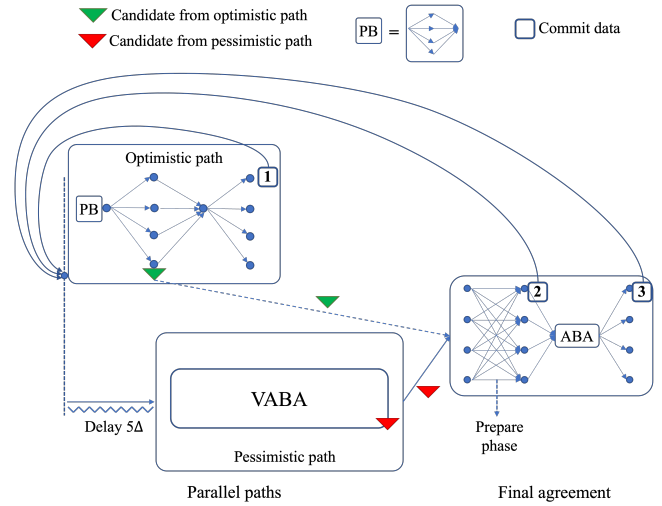 Candidate from optimistic path
Candidate from pessimistic path
PB =
Commit data
Optimistic path
1
PB
2
3
ABA
VABA
Delay 5Δ
Pessimistic path
Prepare
phase
Parallel paths
Final agreement